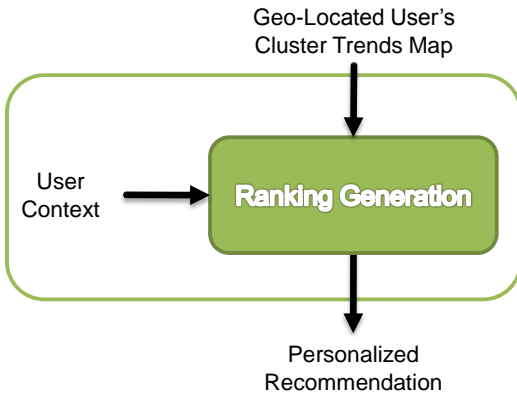 Geo-Located User's
Cluster Trends Map
User
Context
Ranking Generation
Personalized
Recommendation